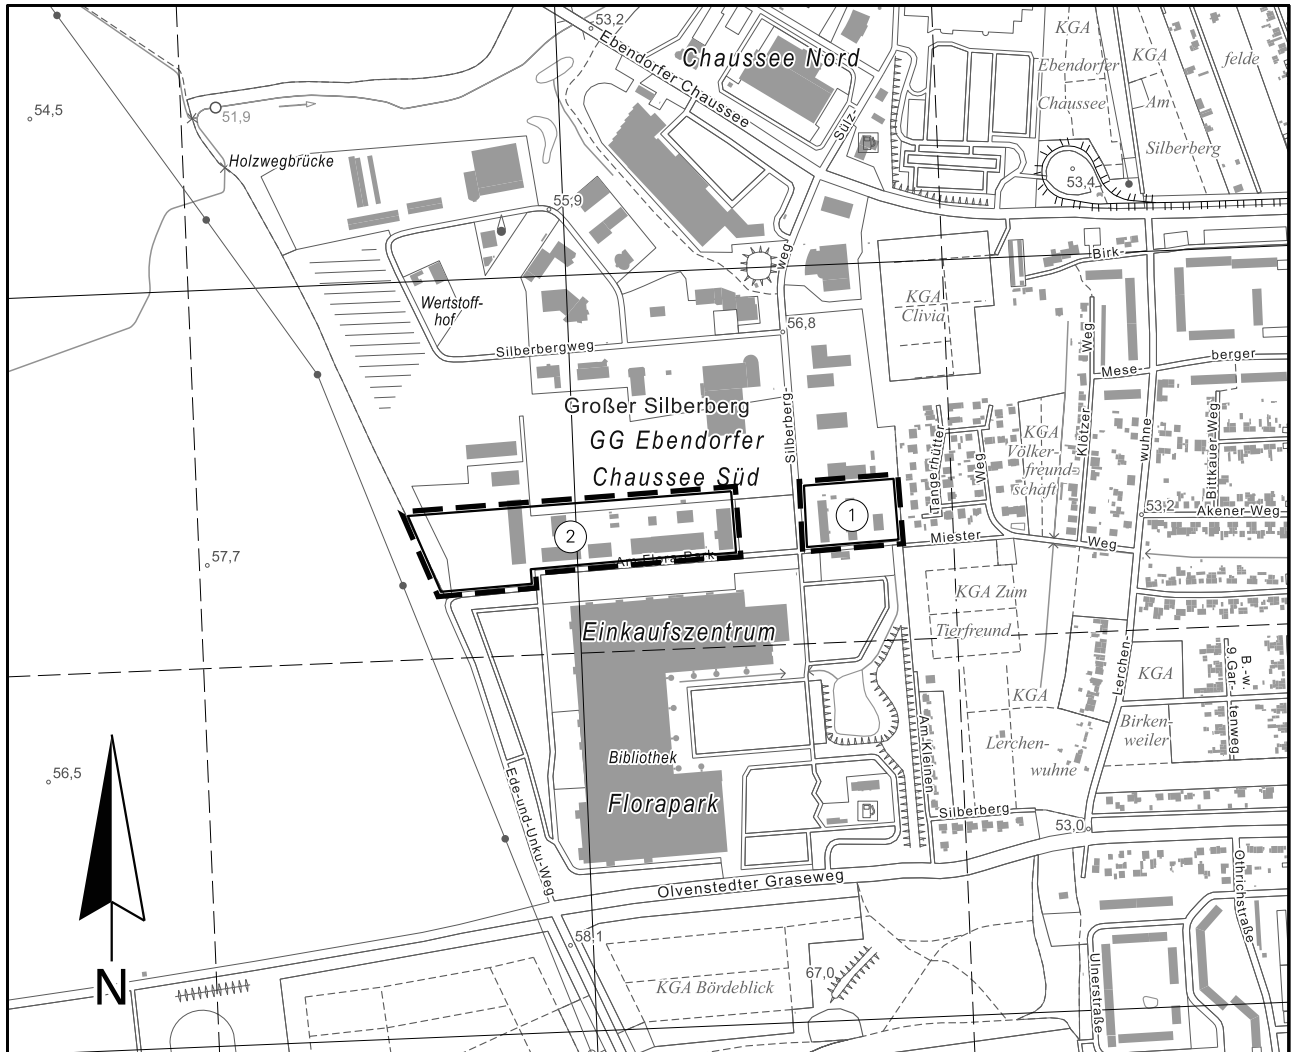 53,2
Ebendorfer Chaussee
Chaussee Nord
KGA
Ebendorfer
Chaussee
KGA
Am
Silberberg
felde
54,5
51,9
Holzwegbrücke
Sülz-
weg
53,4
55,9
Wertstoff-
hof
Birk-
KGA
Clivia
56,8
Silberbergweg
Mese-
berger
Weg
Klötzer
wuhne
Bittkauer Weg
Großer Silberberg
GG Ebendorfer
Chaussee Süd
Silberberg-
Tangerhütter
Weg
KGA
Völker-
freund-
schaft
53,2
Akener Weg
1
2
Miester
Weg
57,7
Am Flora-Park
KGA Zum
Tierfreund
Einkaufszentrum
Lerchen-
KGA
B.-w.
9.Gar-
tenweg
KGA
Lerchen-
wuhne
Birken-
weiler
Am Kleinen
Silberberg
56,5
Bibliothek
Florapark
Ede-und-Unku-Weg
53,0
Olvenstedter Graseweg
Othrichstraße
58,1
67,0
KGA Bördeblick
Ulnerstraße
N